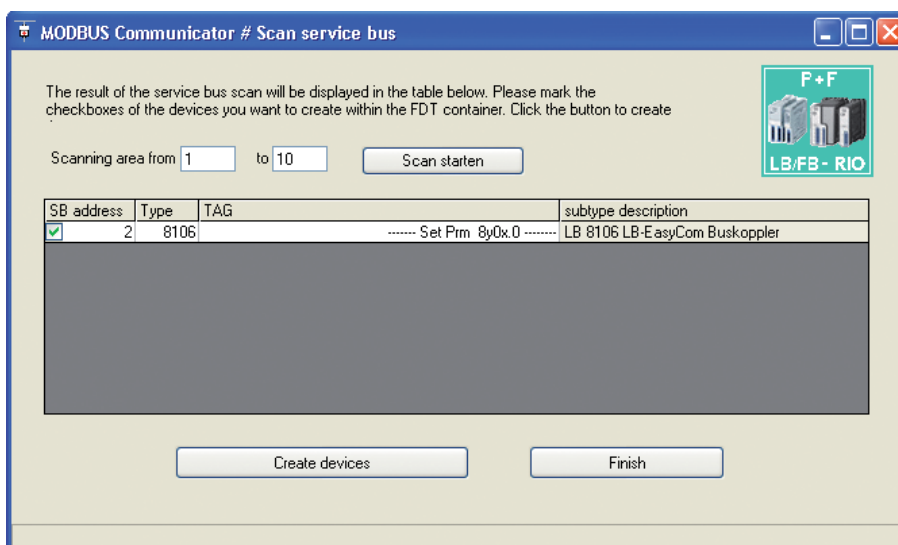 MODBUS Communicator # Scan service bus
The result of the service bus scan will be displayed in the table below. Please mark the
checkboxes of the devices you want to create within the FDT container. Click the button to create
P+F
LB/FB- RIO
Scanning area from 1 to 10 Scan starten
SB address Type TAG subtype description
2 8106 ------- Set Prm 8y0x.0 -------- LB 8106 LB-EasyCom Buskoppler
Create devices Finish